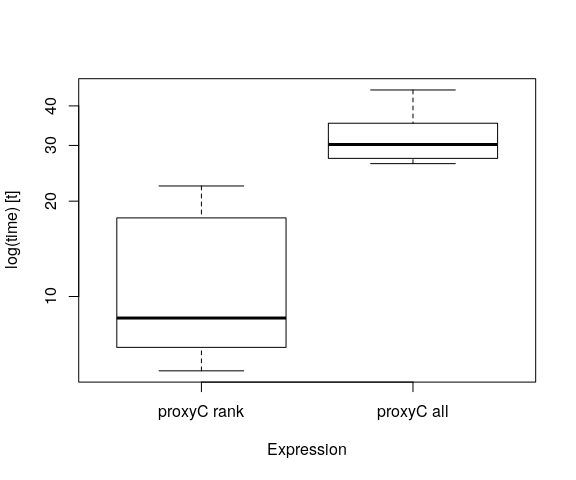 log(time) [t]
40
30
20
10
proxyC rank
proxyC all
Expression